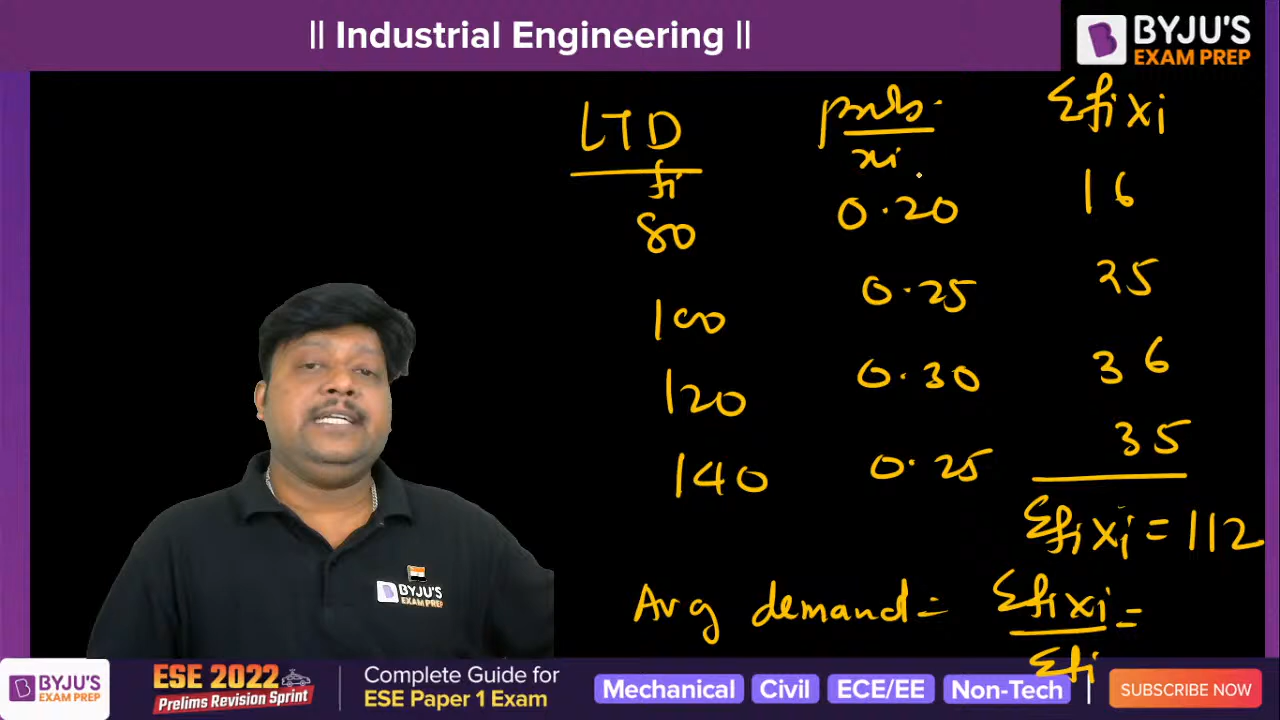 || Industrial Engineering ||
BYJU'S
EXAM PREP
LTD prob. Σfixi
fi xi
80 0.20 16
100 0.25 25
120 0.30 36
140 0.25 35
Σfixi = 112
Avg demand = Σfixi =
Σfi
BYJU'S
EXAM PREP
BYJU'S
EXAM PREP
ESE 2022
Prelims Revision Sprint
Complete Guide for
ESE Paper 1 Exam
Mechanical Civil ECE/EE Non-Tech
SUBSCRIBE NOW